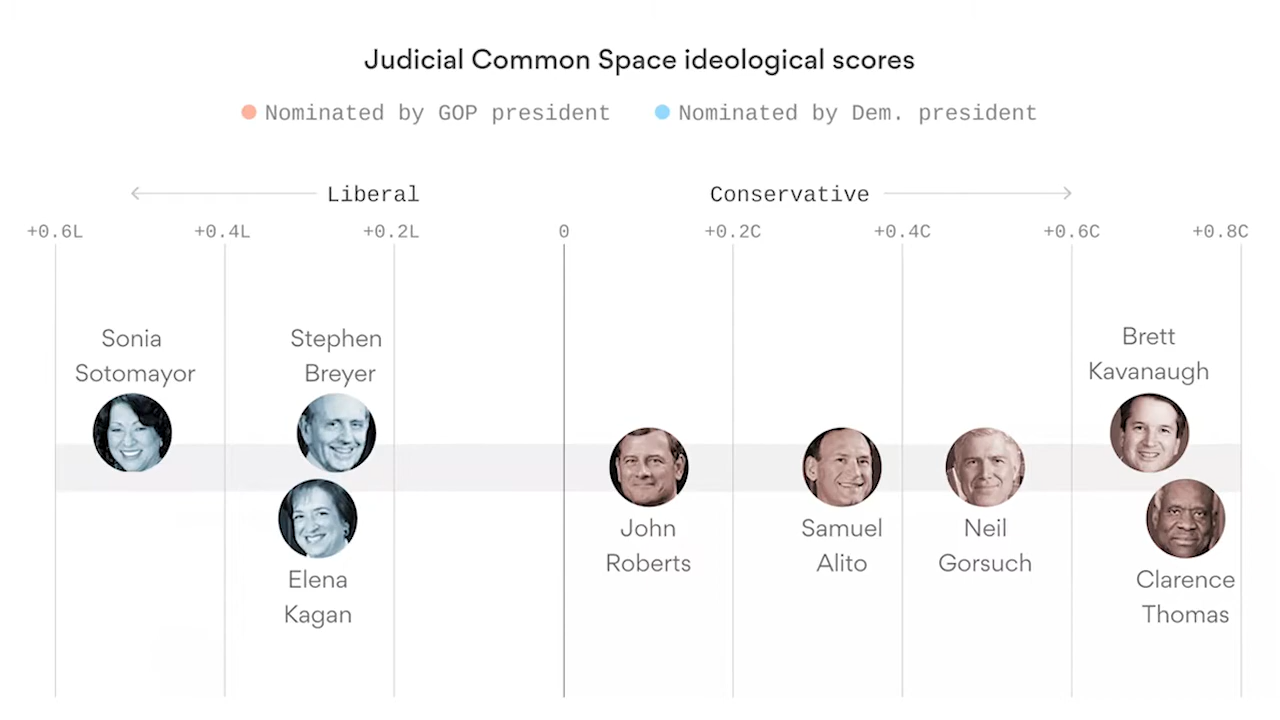 Judicial Common Space ideological scores
Nominated by GOP president Nominated by Dem. president
Liberal Conservative
+0.6L +0.4L +0.2L 0 +0.2C +0.4C +0.6C +0.8C
Sonia
Sotomayor
Stephen
Breyer
Elena
Kagan
John
Roberts
Samuel
Alito
Neil
Gorsuch
Brett
Kavanaugh
Clarence
Thomas